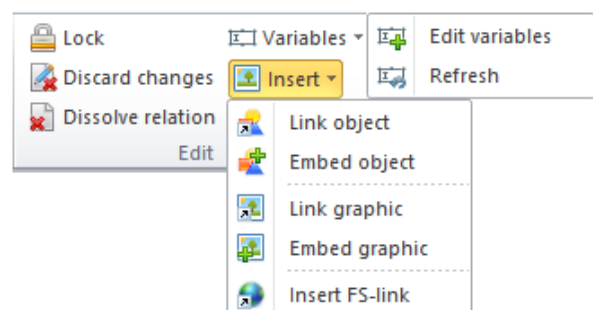 Lock
Variables
Edit variables
Discard changes
Insert
Refresh
Dissolve relation
Link object
Edit
Embed object
Link graphic
Embed graphic
Insert FS-link